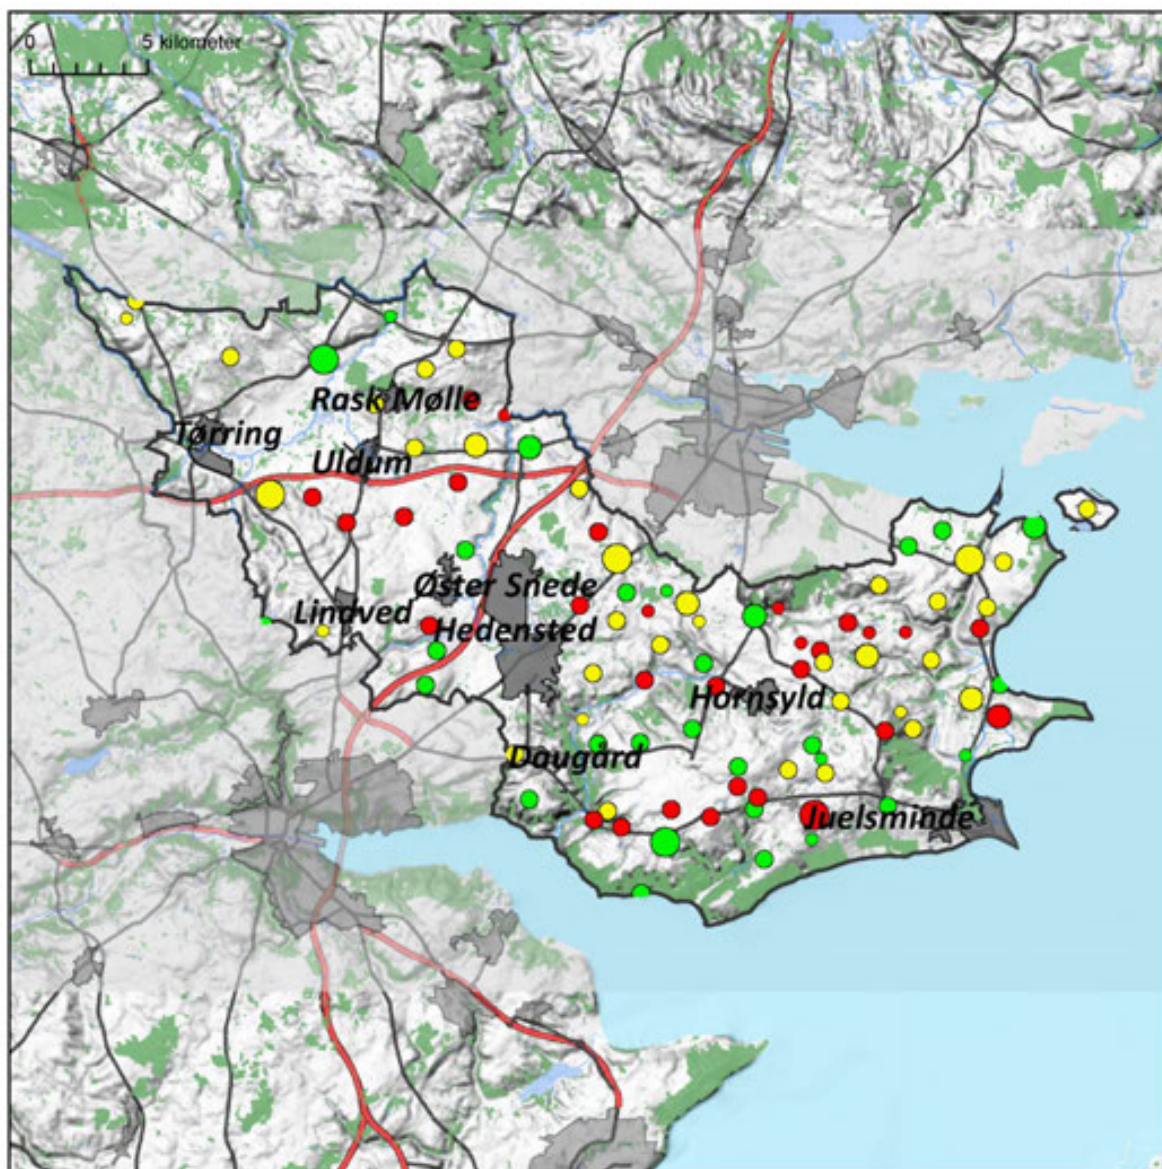 0 5 kilometer
Rask Mølle
Tørring
Uldum
Øster Snede
Lindved
Hedensted
Hornsyld
Daugård
Juelsminde